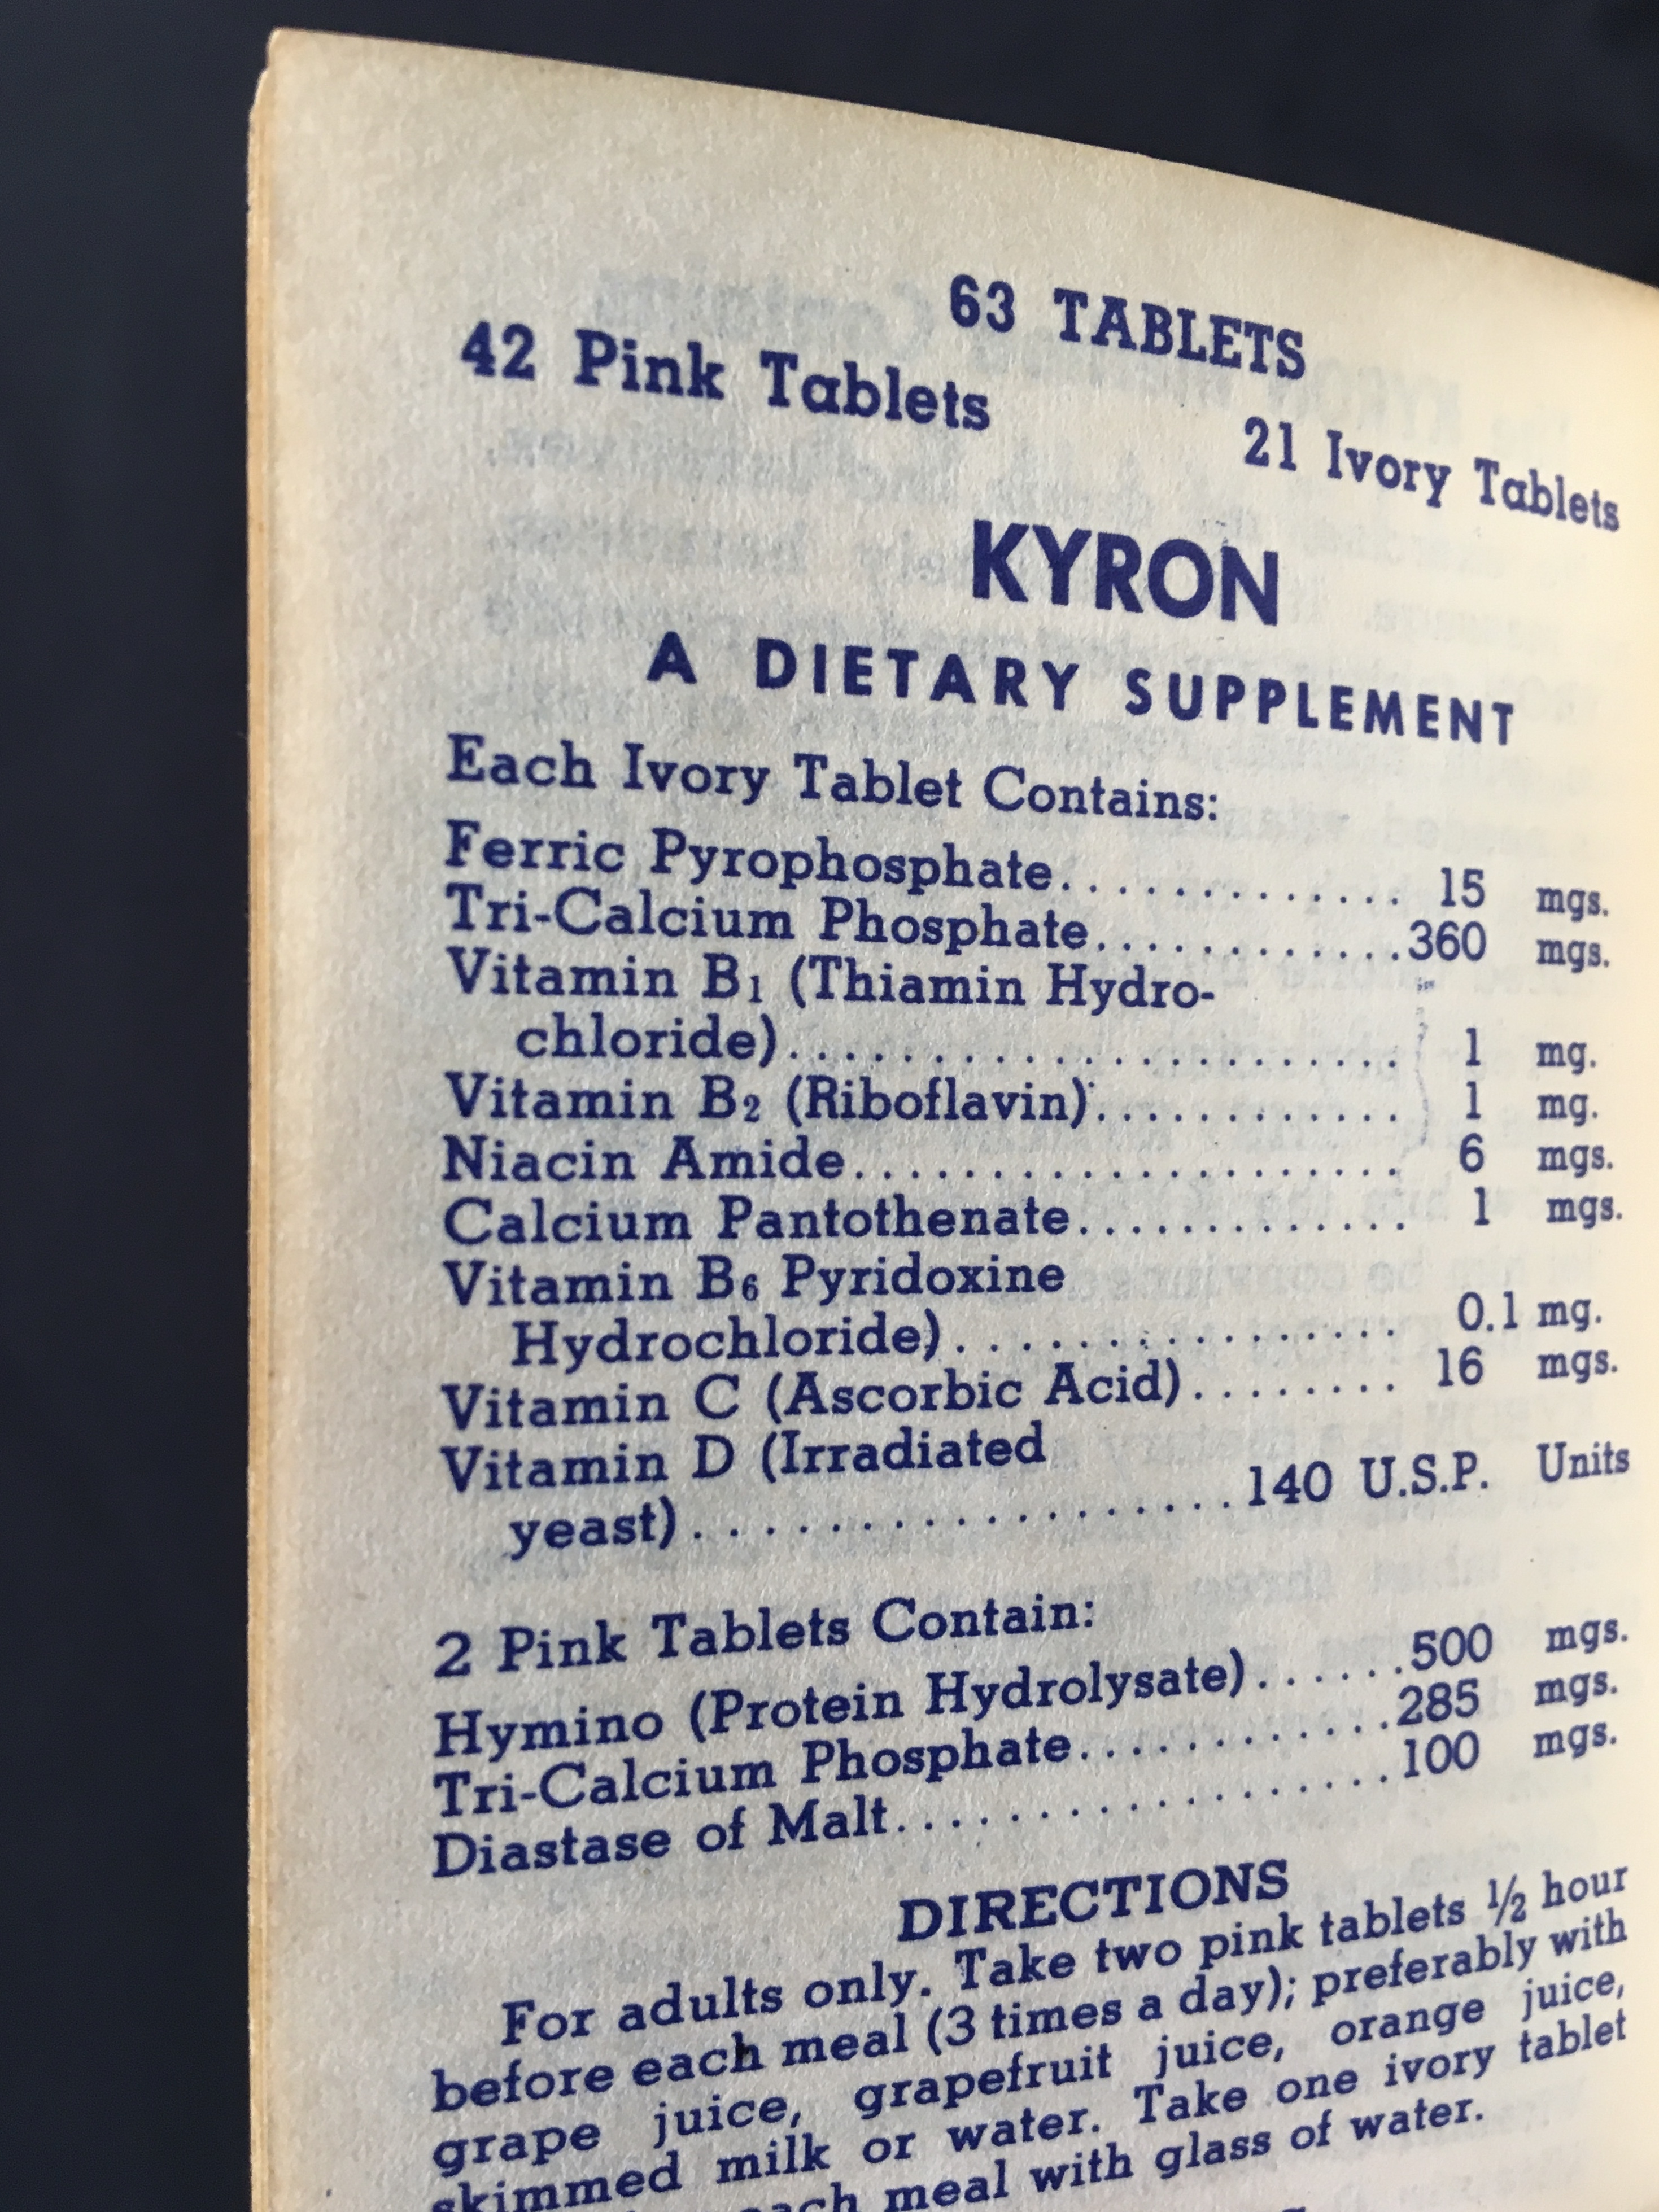 63 TABLETS
42 Pink Tablets 21 Ivory Tablets
KYRON
A DIETARY SUPPLEMENT
Each Ivory Tablet Contains:
Ferric Pyrophosphate............. 15 mgs.
Tri-Calcium Phosphate............360 mgs.
Vitamin B₁ (Thiamin Hydro-
chloride)...................... 1 mg.
Vitamin B₂ (Riboflavin)........... 1 mg.
Niacin Amide.................... 6 mgs.
Calcium Pantothenate............ 1 mgs.
Vitamin B₆ Pyridoxine
Hydrochloride)................ 0.1 mg.
Vitamin C (Ascorbic Acid)........ 16 mgs.
Vitamin D (Irradiated
yeast)....................140 U.S.P. Units
2 Pink Tablets Contain:
Hymino (Protein Hydrolysate)......500 mgs.
Tri-Calcium Phosphate............285 mgs.
Diastase of Malt..................100 mgs.
DIRECTIONS
For adults only. Take two pink tablets ½ hour
before each meal (3 times a day); preferably with
grape juice, grapefruit juice, orange juice,
skimmed milk or water. Take one ivory tablet
each meal with glass of water.